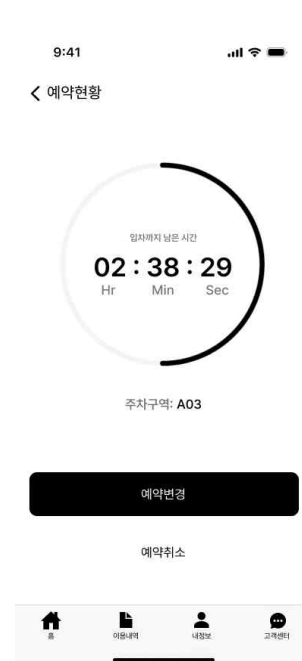 9:41
예약현황
입차까지 남은 시간
02 : 38 : 29
Hr Min Sec
주차구역: A03
예약변경
예약취소
홈 이용내역 내정보 고객센터